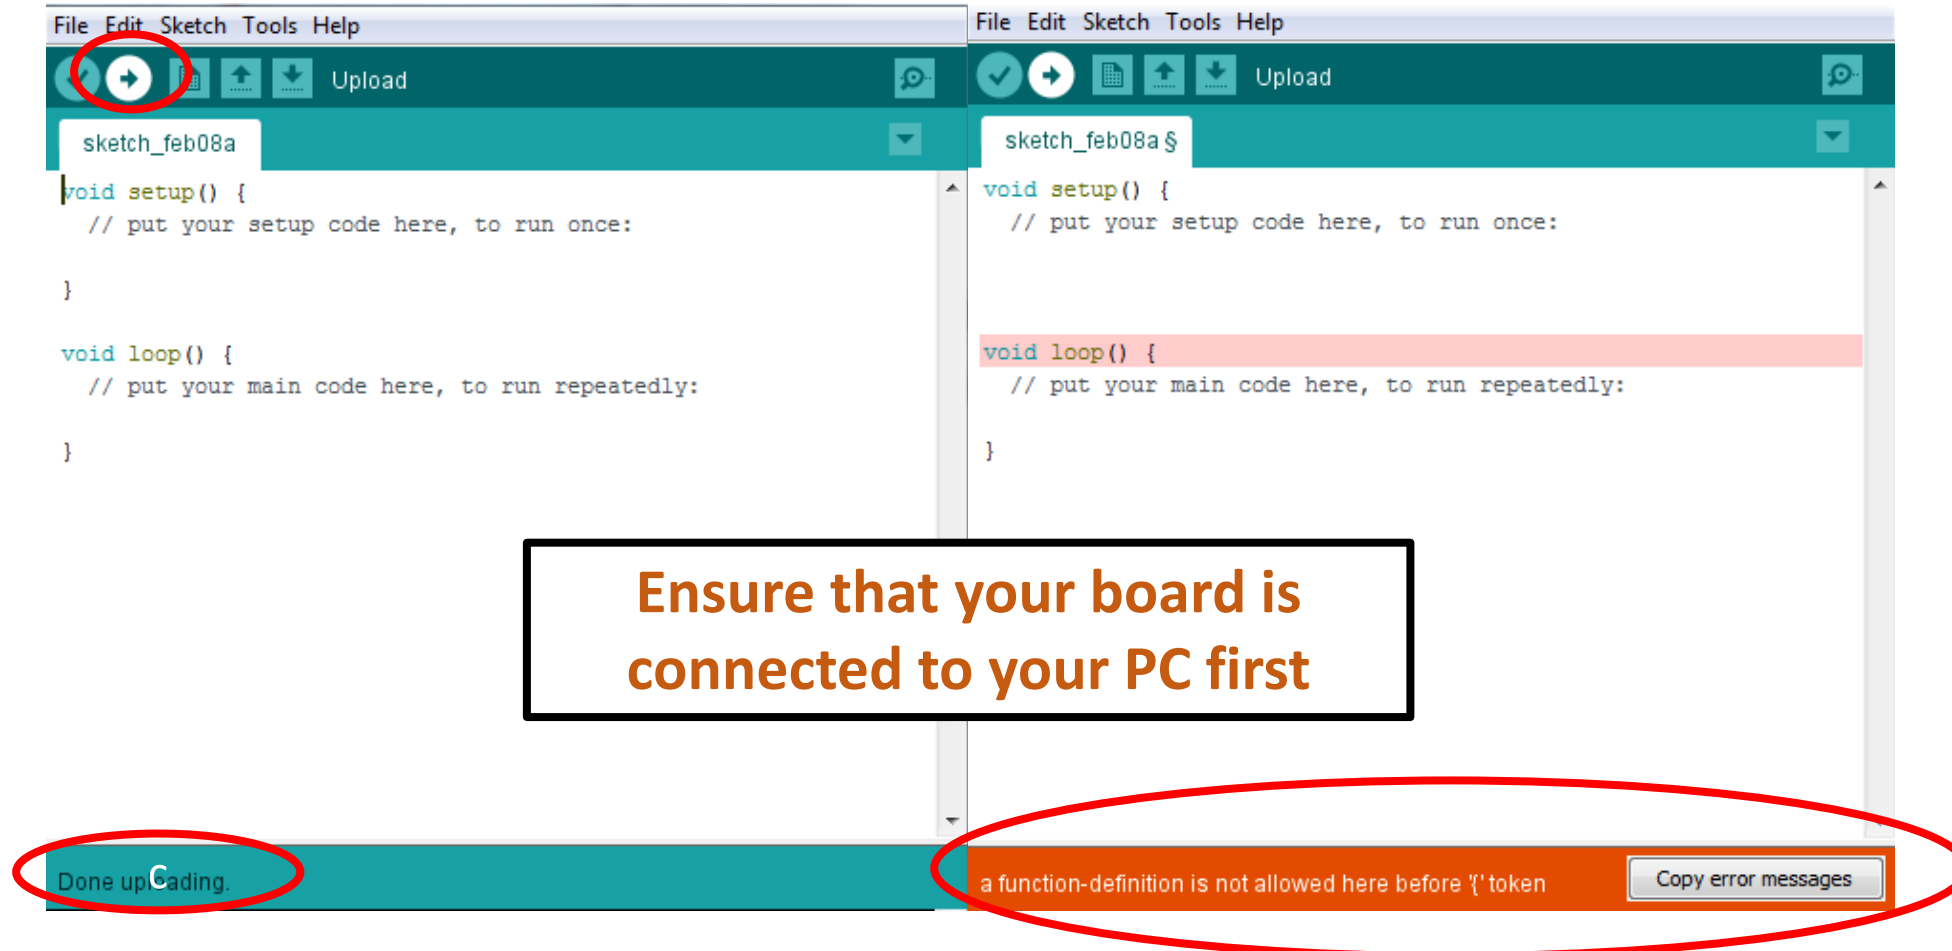 File Edit Sketch Tools Help
Upload
sketch_feb08a
void setup() {
// put your setup code here, to run once:
}
void loop() {
// put your main code here, to run repeatedly:
}
Done uploading.
C
File Edit Sketch Tools Help
Upload
sketch_feb08a §
void setup() {
// put your setup code here, to run once:
void loop() {
// put your main code here, to run repeatedly:
}
a function-definition is not allowed here before '{' token
Copy error messages
Ensure that your board is
connected to your PC first